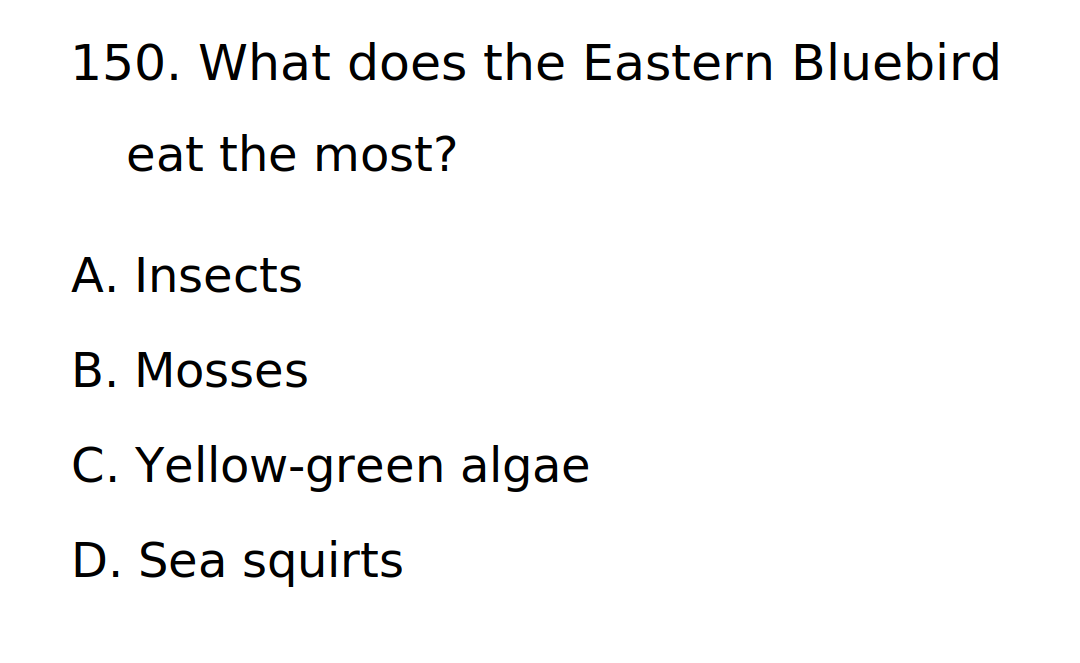 150. What does the Eastern Bluebird
eat the most?
A. Insects
B. Mosses
C. Yellow-green algae
D. Sea squirts